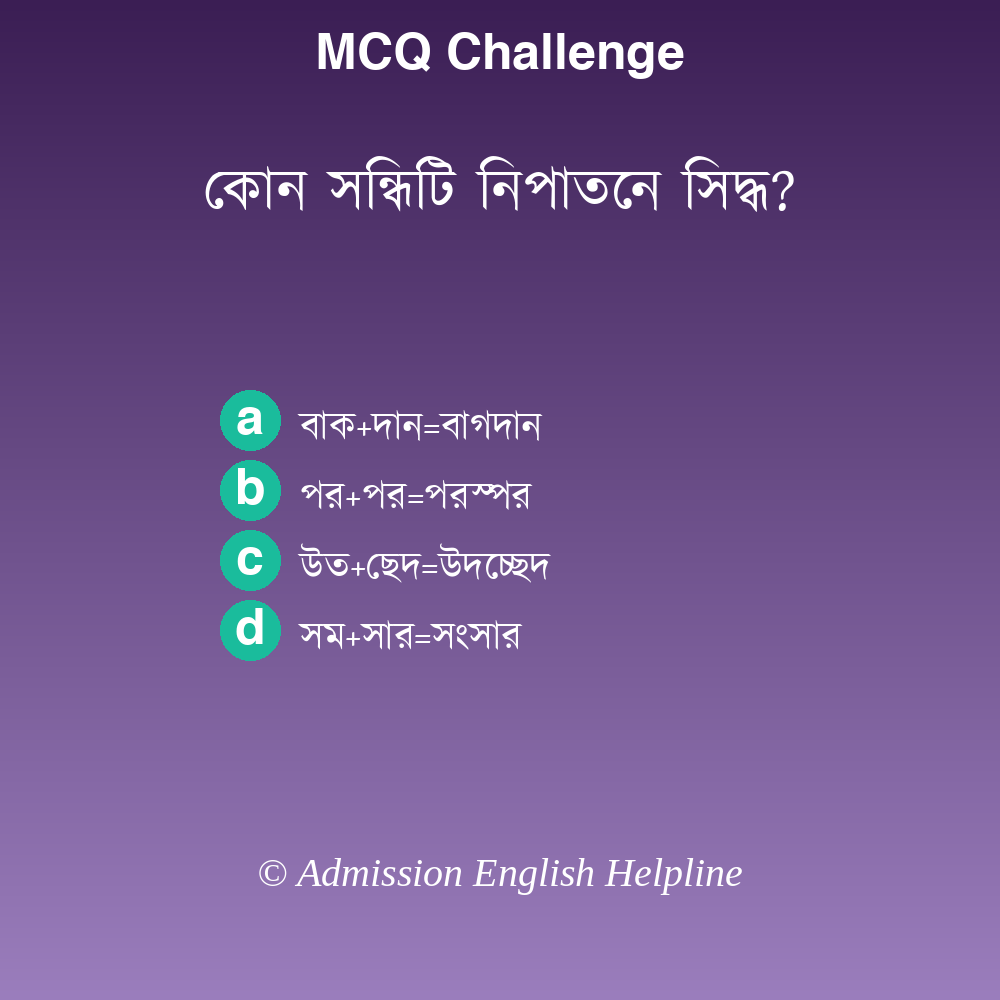 MCQ Challenge
কোন সন্ধিটি নিপাতনে সিদ্ধ?
a বাক+দান=বাগদান
b পর+পর=পরস্পর
c উত+ছেদ=উদচ্ছেদ
d সম+সার=সংসার
© Admission English Helpline